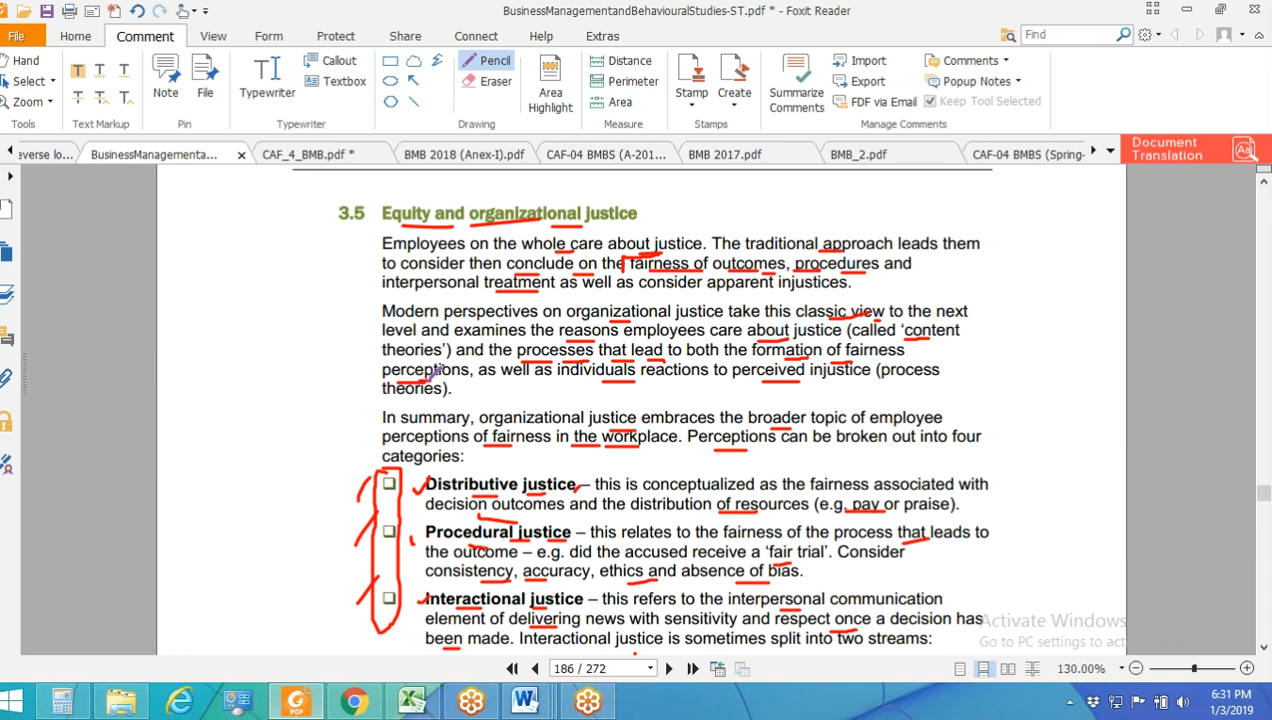 BusinessManagementandBehaviouralStudies-ST.pdf * - Foxit Reader
File Home Comment View Form Protect Share Connect Help Extras Find
Hand Callout Pencil Distance Import Comments
Select Textbox Eraser Perimeter Export Popup Notes
Zoom Note File Typewriter Area Highlight Area Stamp Create Summarize Comments FDF via Email Keep Tool Selected
Tools Text Markup Pin Typewriter Drawing Measure Stamps Manage Comments
everse lo... BusinessManagementa... CAF_4_BMB.pdf * BMB 2018 (Anex-I).pdf CAF-04 BMBS (A-201... BMB 2017.pdf BMB_2.pdf CAF-04 BMBS (Spring- Document Translation
3.5 Equity and organizational justice
Employees on the whole care about justice. The traditional approach leads them
to consider then conclude on the fairness of outcomes, procedures and
interpersonal treatment as well as consider apparent injustices.
Modern perspectives on organizational justice take this classic view to the next
level and examines the reasons employees care about justice (called ‘content
theories’) and the processes that lead to both the formation of fairness
perceptions, as well as individuals reactions to perceived injustice (process
theories).
In summary, organizational justice embraces the broader topic of employee
perceptions of fairness in the workplace. Perceptions can be broken out into four
categories:
Distributive justice – this is conceptualized as the fairness associated with
decision outcomes and the distribution of resources (e.g. pay or praise).
Procedural justice – this relates to the fairness of the process that leads to
the outcome – e.g. did the accused receive a ‘fair trial’. Consider
consistency, accuracy, ethics and absence of bias.
Interactional justice – this refers to the interpersonal communication
element of delivering news with sensitivity and respect once a decision has
been made. Interactional justice is sometimes split into two streams:
Activate Windows
Go to PC settings to act
186 / 272 130.00%
6:31 PM
1/3/2019